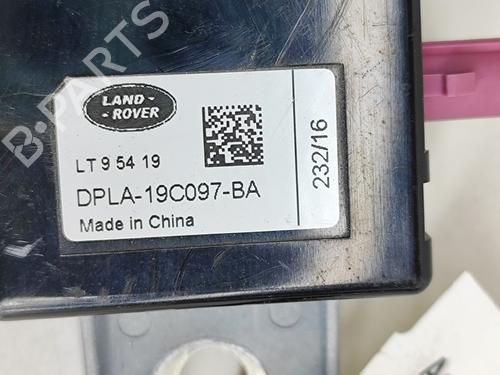 B-PARTS
LAND-
-ROVER
LT 9 54 19
DPLA-19C097-BA
Made in China
232/16